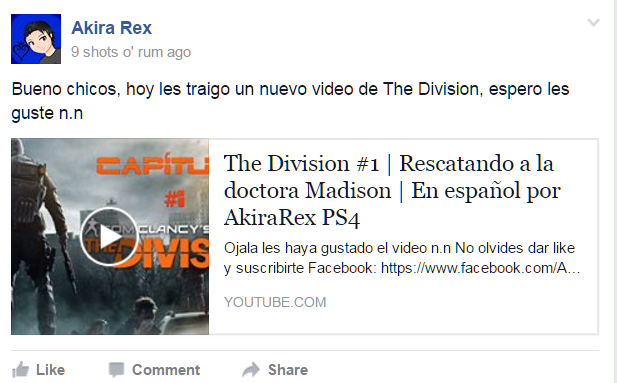 Akira Rex
9 shots o' rum ago
Bueno chicos, hoy les traigo un nuevo video de The Division, espero les
guste n.n
CAPÍTU
#1
TOM CLANCY'S
THE DIVIS
The Division #1 | Rescatando a la
doctora Madison | En español por
AkiraRex PS4
Ojala les haya gustado el video n.n No olvides dar like
y suscribirte Facebook: https://www.facebook.com/A...
YOUTUBE.COM
Like Comment Share